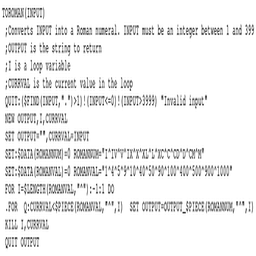 TOROMAN(INPUT)
;Converts INPUT into a Roman numeral. INPUT must be an integer between 1 and 399
;OUTPUT is the string to return
;I is a loop variable
;CURRVAL is the current value in the loop
QUIT:($FIND(INPUT,".")>1)!(INPUT<=0)!(INPUT>3999) "Invalid input"
NEW OUTPUT,I,CURRVAL
SET OUTPUT="",CURRVAL=INPUT
SET:$DATA(ROMANNUM)=0 ROMANNUM="I^IV^V^IX^X^XL^L^XC^C^CD^D^CM^M"
SET:$DATA(ROMANVAL)=0 ROMANVAL="1^4^5^9^10^40^50^90^100^400^500^900^1000"
FOR I=$LENGTH(ROMANVAL,"^"):-1:1 DO
.FOR Q:CURRVAL<$PIECE(ROMANVAL,"^",I) SET OUTPUT=OUTPUT_$PIECE(ROMANNUM,"^",I)
KILL I,CURRVAL
QUIT OUTPUT